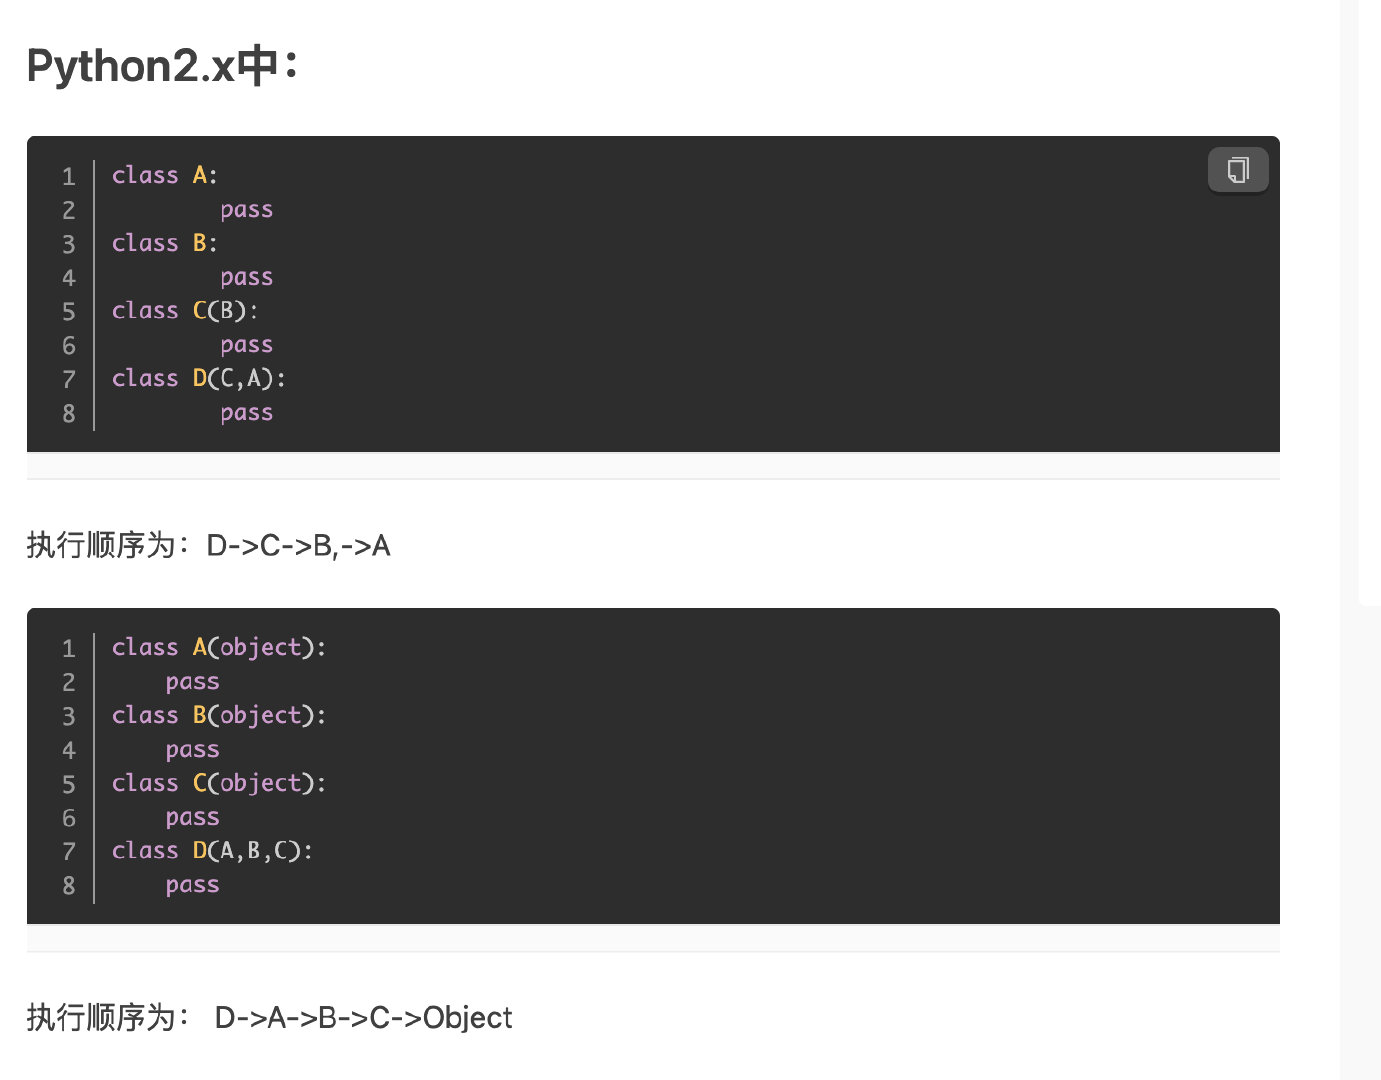 Python2.x中：
1 class A:
2         pass
3 class B:
4         pass
5 class C(B):
6         pass
7 class D(C,A):
8         pass
执行顺序为：D->C->B,->A
1 class A(object):
2     pass
3 class B(object):
4     pass
5 class C(object):
6     pass
7 class D(A,B,C):
8     pass
执行顺序为： D->A->B->C->Object